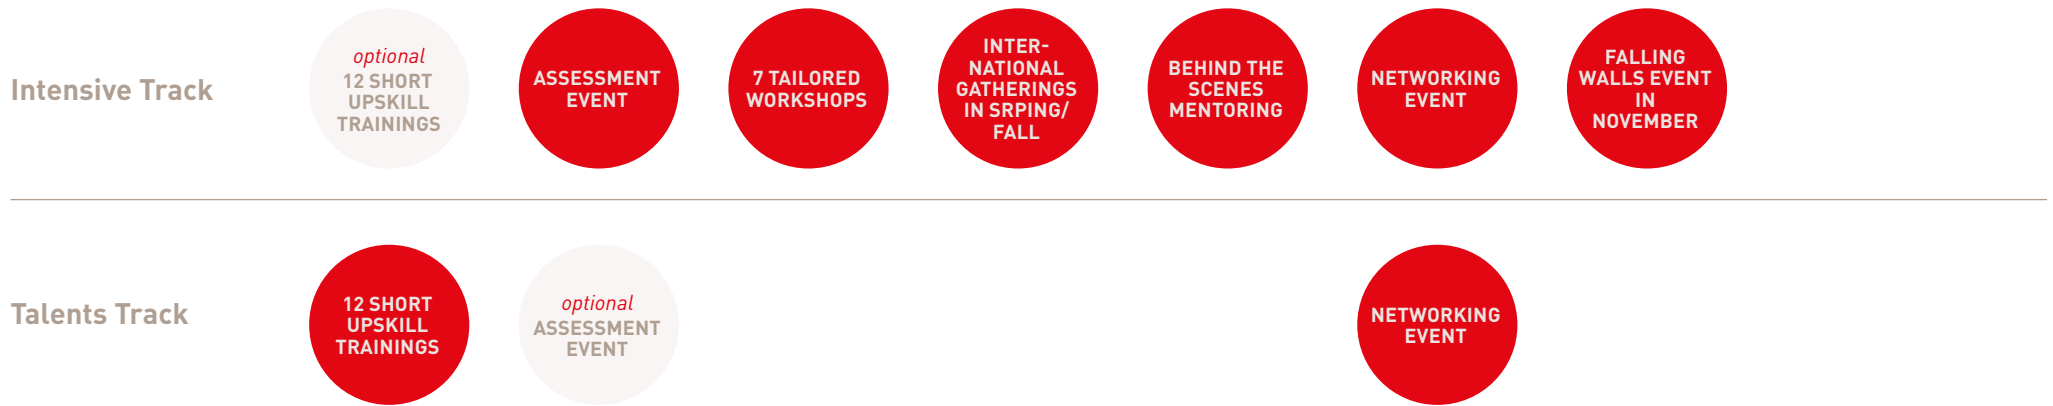 Intensive Track
optional
12 SHORT
UPSKILL
TRAININGS
ASSESSMENT
EVENT
7 TAILORED
WORKSHOPS
INTER-
NATIONAL
GATHERINGS
IN SRPING/
FALL
BEHIND THE
SCENES
MENTORING
NETWORKING
EVENT
FALLING
WALLS EVENT
IN
NOVEMBER
Talents Track
12 SHORT
UPSKILL
TRAININGS
optional
ASSESSMENT
EVENT
NETWORKING
EVENT